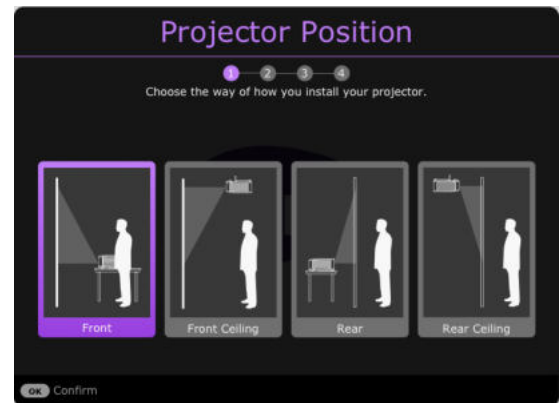 Projector Position
1 2 3 4
Choose the way of how you install your projector.
Front Front Ceiling Rear Rear Ceiling
OK Confirm